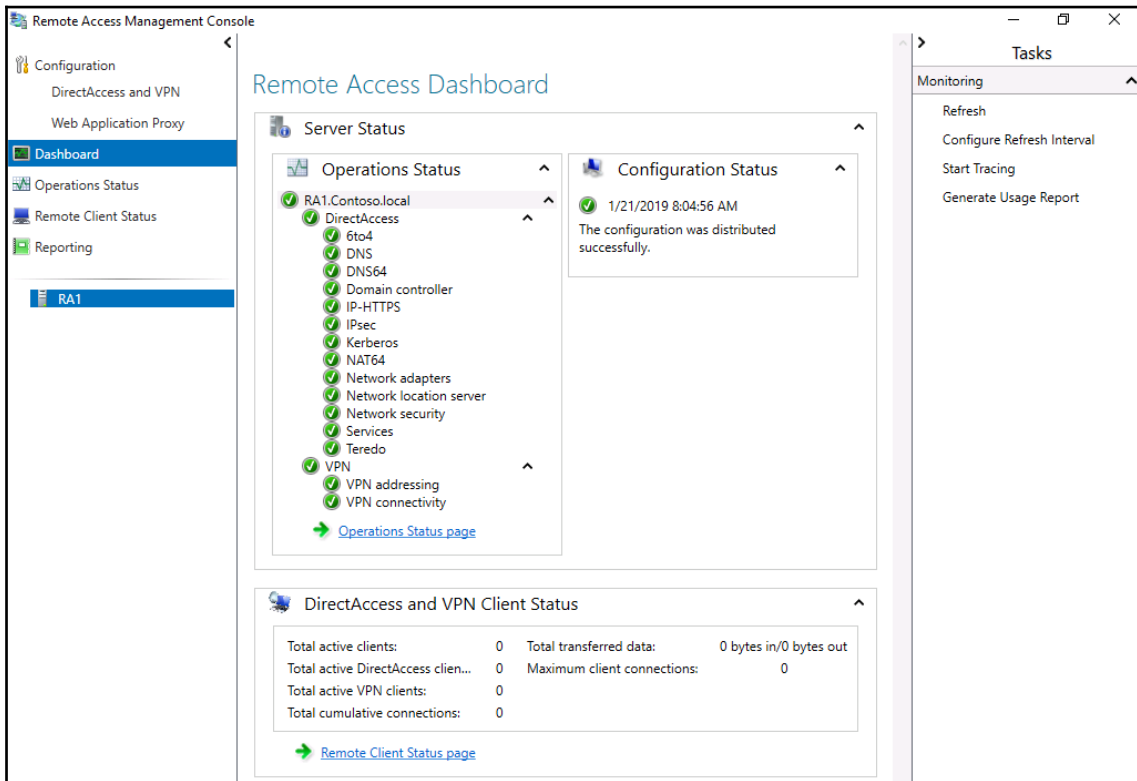 Remote Access Management Console
Configuration
DirectAccess and VPN
Web Application Proxy
Dashboard
Operations Status
Remote Client Status
Reporting
RA1
Remote Access Dashboard
Server Status
Operations Status
RA1.Contoso.local
DirectAccess
6to4
DNS
DNS64
Domain controller
IP-HTTPS
IPsec
Kerberos
NAT64
Network adapters
Network location server
Network security
Services
Teredo
VPN
VPN addressing
VPN connectivity
Operations Status page
Configuration Status
1/21/2019 8:04:56 AM
The configuration was distributed
successfully.
DirectAccess and VPN Client Status
Total active clients: 0
Total active DirectAccess clien... 0
Total active VPN clients: 0
Total cumulative connections: 0
Total transferred data: 0 bytes in/0 bytes out
Maximum client connections: 0
Remote Client Status page
Tasks
Monitoring
Refresh
Configure Refresh Interval
Start Tracing
Generate Usage Report